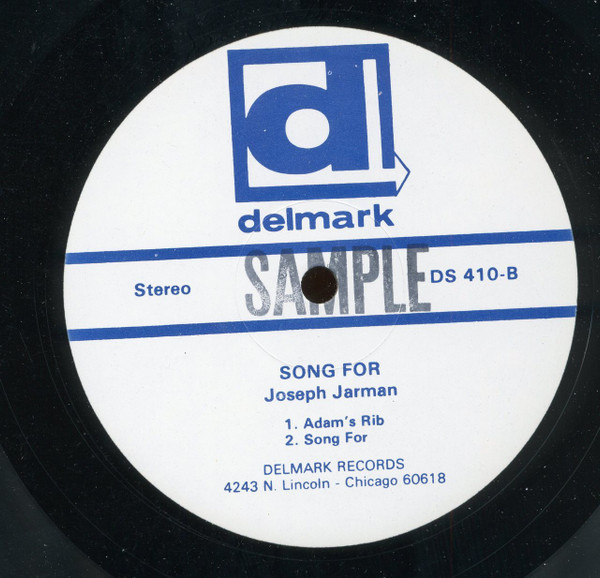 d
delmark
Stereo
SAMPLE
DS 410-B
SONG FOR
Joseph Jarman
1. Adam's Rib
2. Song For
DELMARK RECORDS
4243 N. Lincoln - Chicago 60618